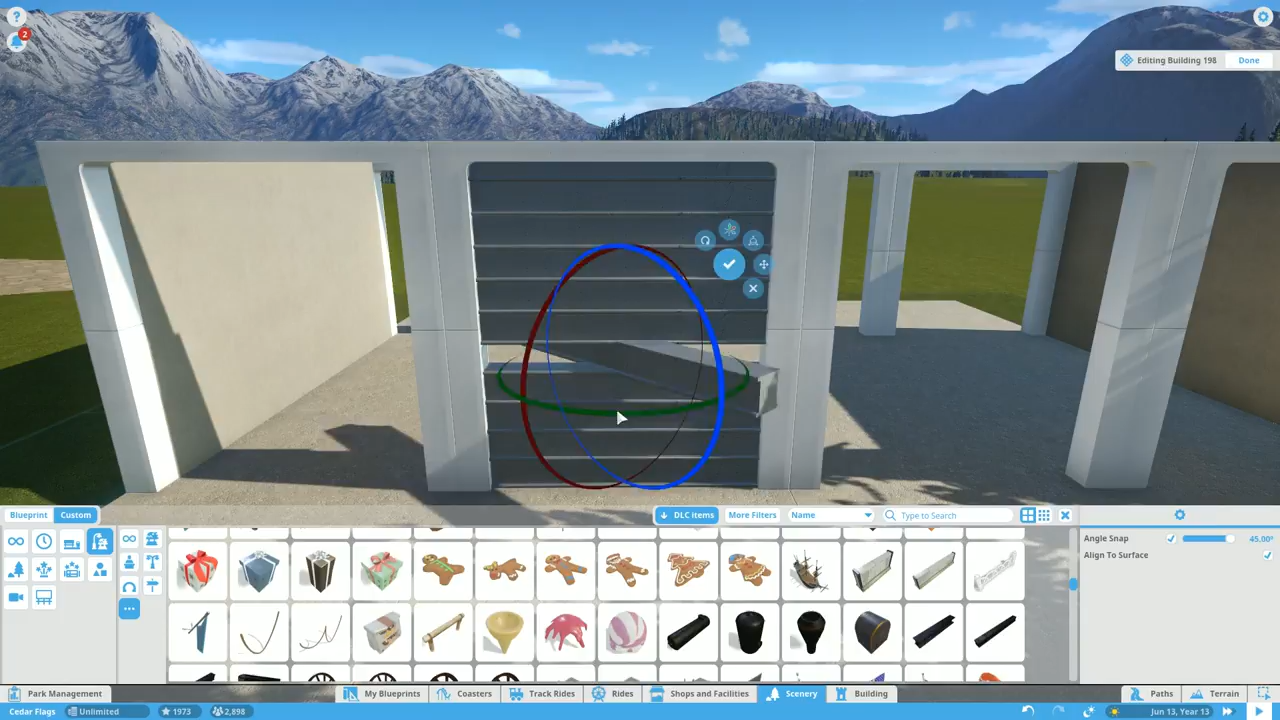 ?
2
Editing Building 198 Done
Blueprint Custom DLC Items More Filters Name Type to Search
Angle Snap 45.00°
Align To Surface
Park Management My Blueprints Coasters Track Rides Rides Shops and Facilities Scenery Building Paths Terrain
Cedar Flags Unlimited 1973 2,898 Jun 13, Year 13